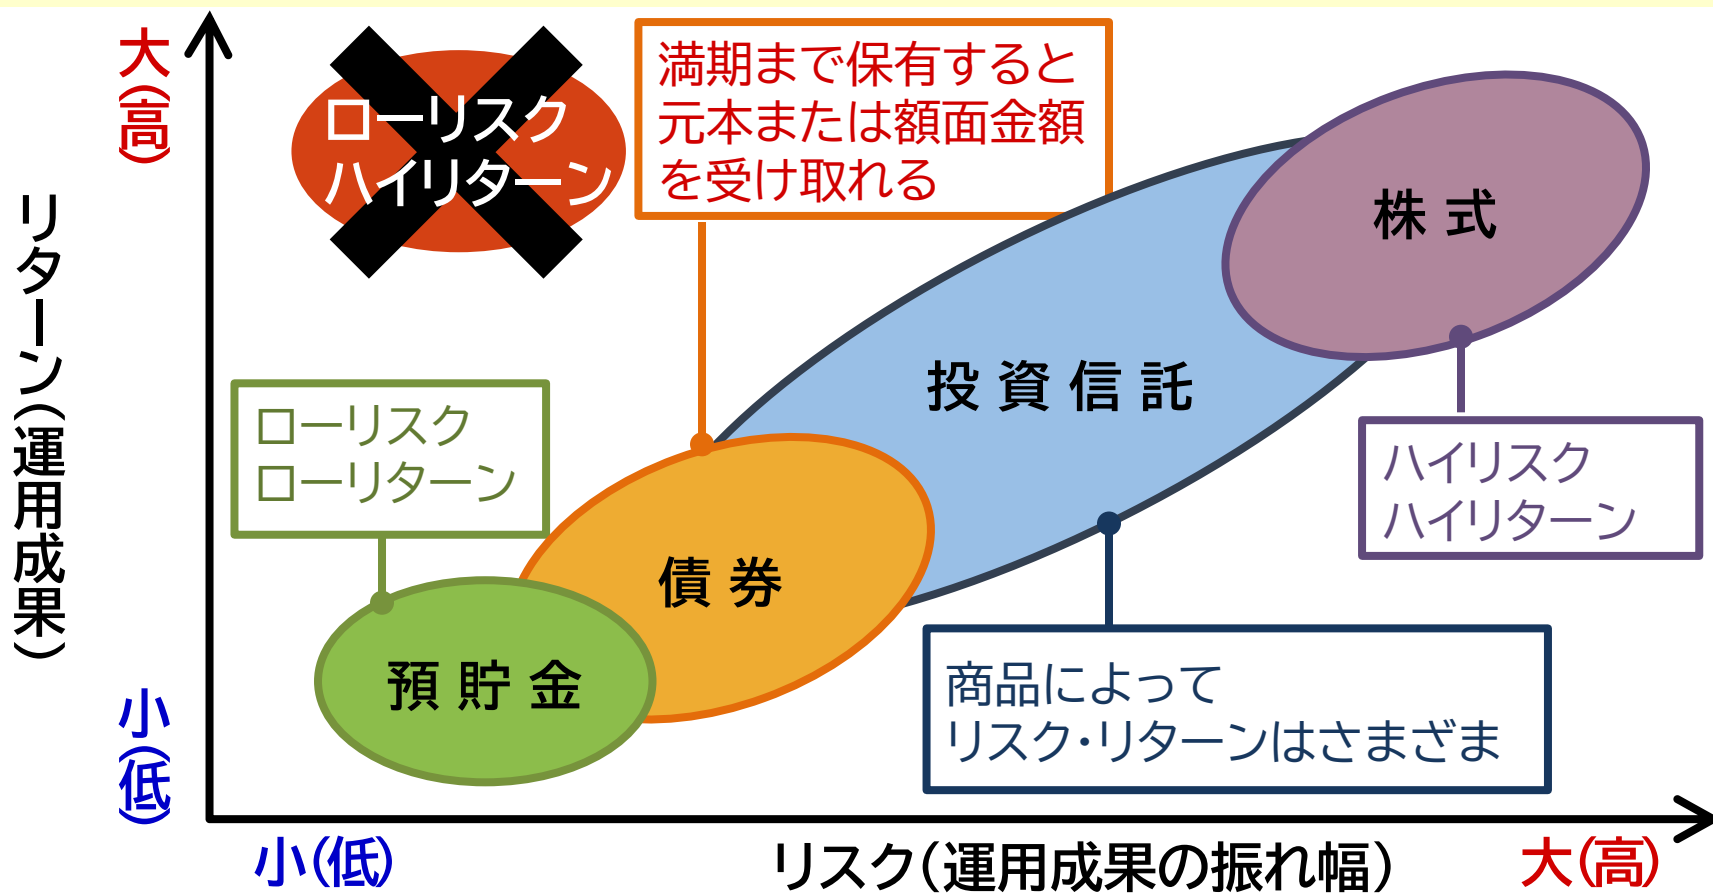 大(高)
ローリスク
ハイリターン
満期まで保有すると
元本または額面金額
を受け取れる
株式
リターン(運用成果)
投資信託
ローリスク
ローリターン
ハイリスク
ハイリターン
債券
預貯金
商品によって
リスク・リターンはさまざま
小(低)
小(低)
リスク(運用成果の振れ幅)
大(高)